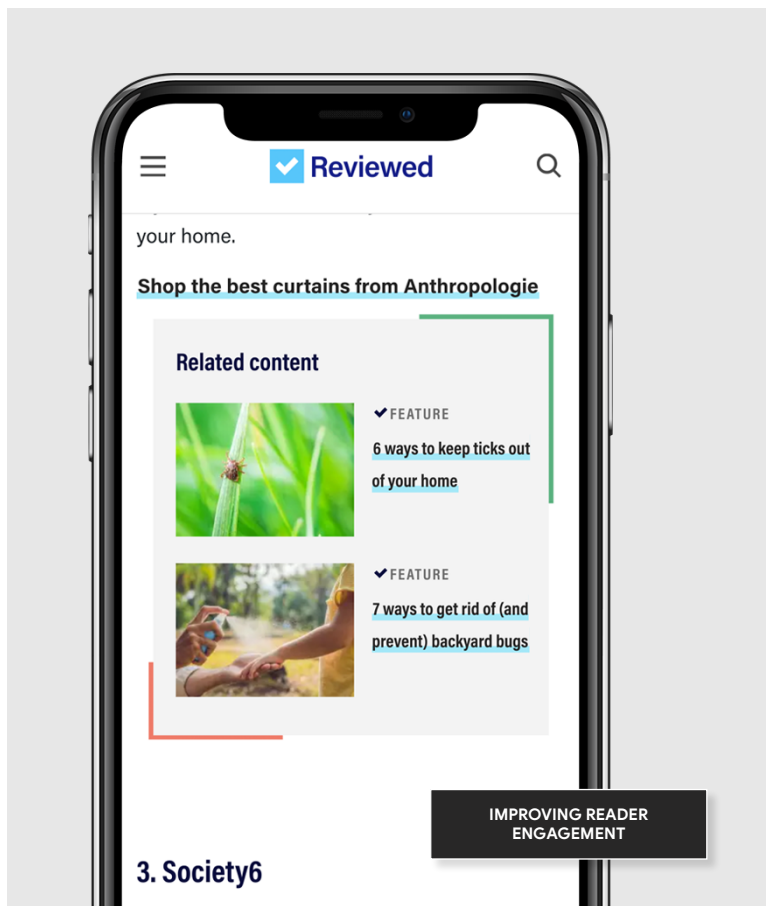 Reviewed
your home.
Shop the best curtains from Anthropologie
Related content
FEATURE
6 ways to keep ticks out
of your home
FEATURE
7 ways to get rid of (and
prevent) backyard bugs
IMPROVING READER
ENGAGEMENT
3. Society6